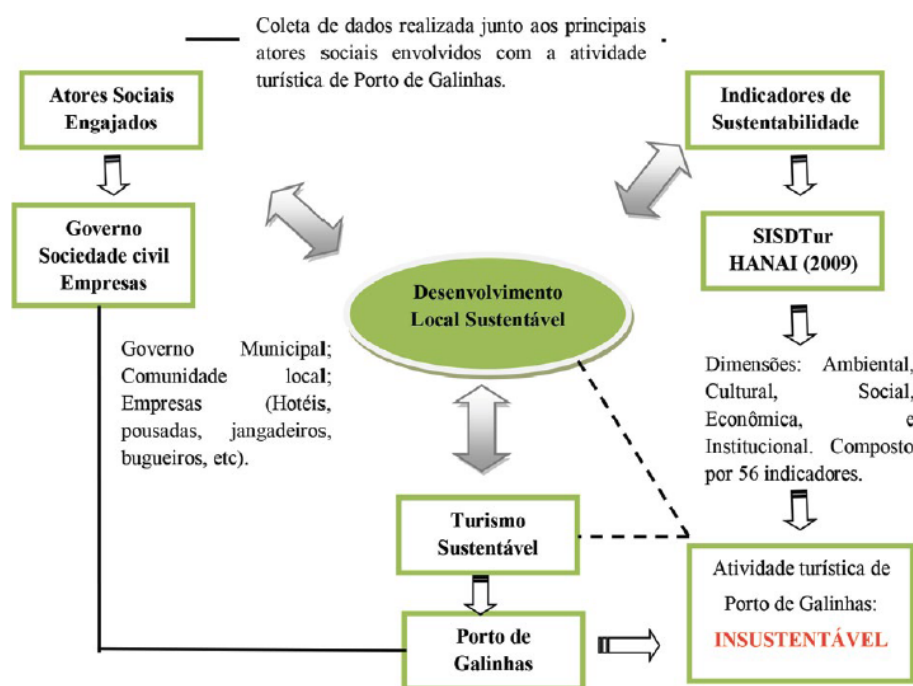 Coleta de dados realizada junto aos principais
atores sociais envolvidos com a atividade
turística de Porto de Galinhas.
Atores Sociais
Engajados
Indicadores de
Sustentabilidade
Governo
Sociedade civil
Empresas
SISDTur
HANAI (2009)
Desenvolvimento
Local Sustentável
Governo Municipal;
Comunidade local;
Empresas (Hotéis,
pousadas, jangadeiros,
bugueiros, etc).
Dimensões: Ambiental,
Cultural, Social,
Econômica, e
Institucional. Composto
por 56 indicadores.
Turismo
Sustentável
Porto de
Galinhas
Atividade turística de
Porto de Galinhas:
INSUSTENTÁVEL